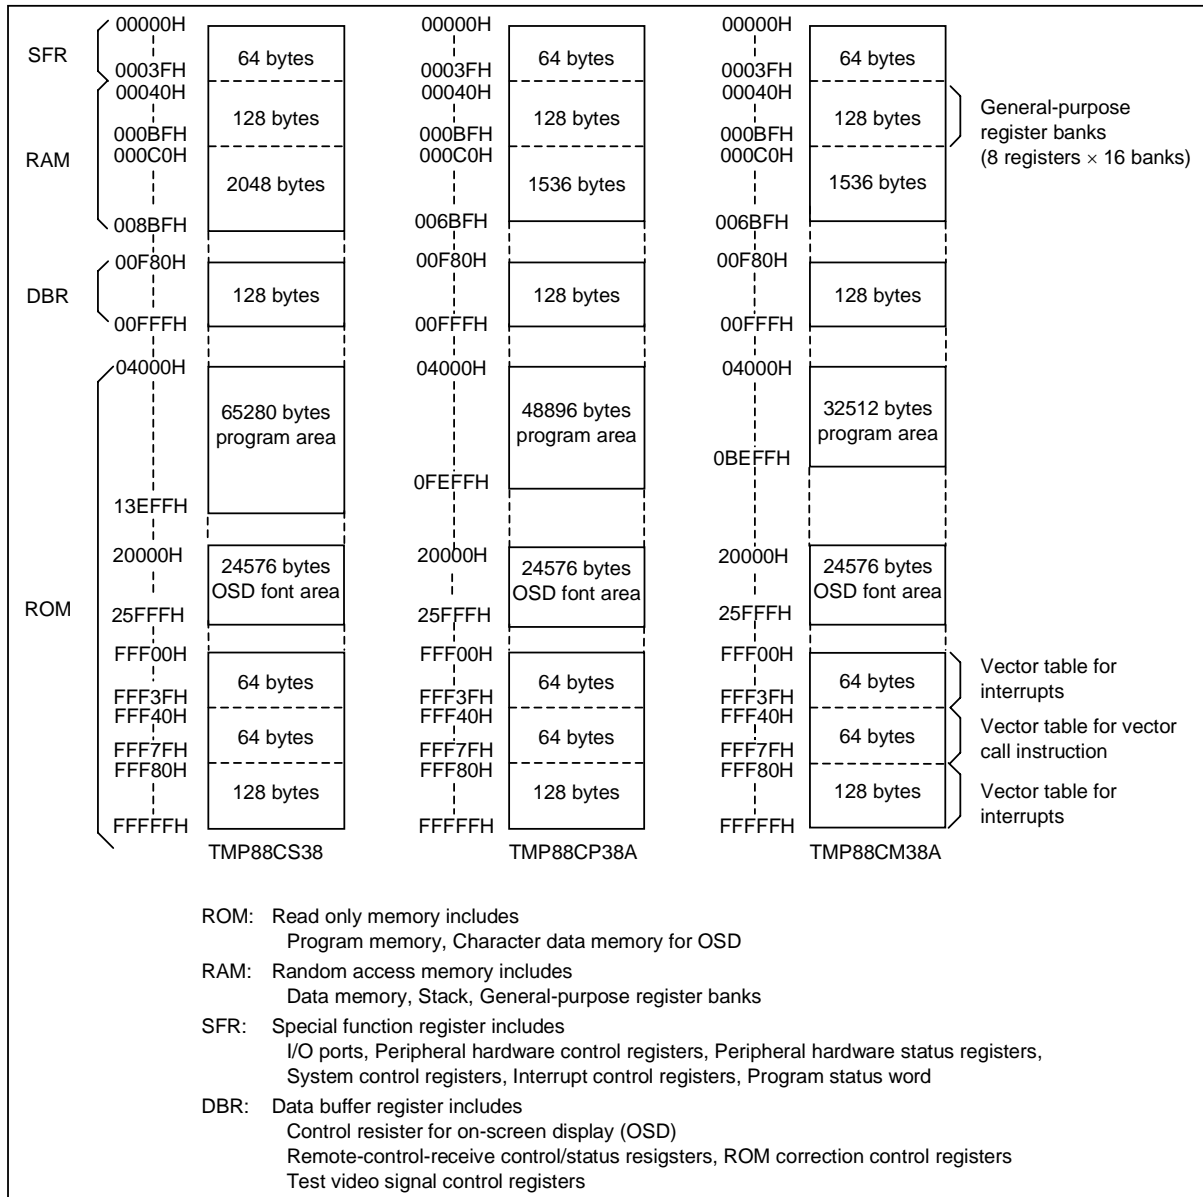 SFR
RAM
DBR
ROM
00000H
0003FH
00040H
000BFH
000C0H
008BFH
00F80H
00FFFH
04000H
13EFFH
20000H
25FFFH
FFF00H
FFF3FH
FFF40H
FFF7FH
FFF80H
FFFFFH
64 bytes
128 bytes
2048 bytes
128 bytes
65280 bytes
program area
24576 bytes
OSD font area
64 bytes
64 bytes
128 bytes
TMP88CS38
00000H
0003FH
00040H
000BFH
000C0H
006BFH
00F80H
00FFFH
04000H
0FEFFH
20000H
25FFFH
FFF00H
FFF3FH
FFF40H
FFF7FH
FFF80H
FFFFFH
64 bytes
128 bytes
1536 bytes
128 bytes
48896 bytes
program area
24576 bytes
OSD font area
64 bytes
64 bytes
128 bytes
TMP88CP38A
00000H
0003FH
00040H
000BFH
000C0H
006BFH
00F80H
00FFFH
04000H
0BEFFH
20000H
25FFFH
FFF00H
FFF3FH
FFF40H
FFF7FH
FFF80H
FFFFFH
64 bytes
128 bytes
1536 bytes
128 bytes
32512 bytes
program area
24576 bytes
OSD font area
64 bytes
64 bytes
128 bytes
TMP88CM38A
General-purpose
register banks
(8 registers × 16 banks)
Vector table for
interrupts
Vector table for vector
call instruction
Vector table for
interrupts
ROM: Read only memory includes
Program memory, Character data memory for OSD
RAM: Random access memory includes
Data memory, Stack, General-purpose register banks
SFR: Special function register includes
I/O ports, Peripheral hardware control registers, Peripheral hardware status registers,
System control registers, Interrupt control registers, Program status word
DBR: Data buffer register includes
Control resister for on-screen display (OSD)
Remote-control-receive control/status resigsters, ROM correction control registers
Test video signal control registers